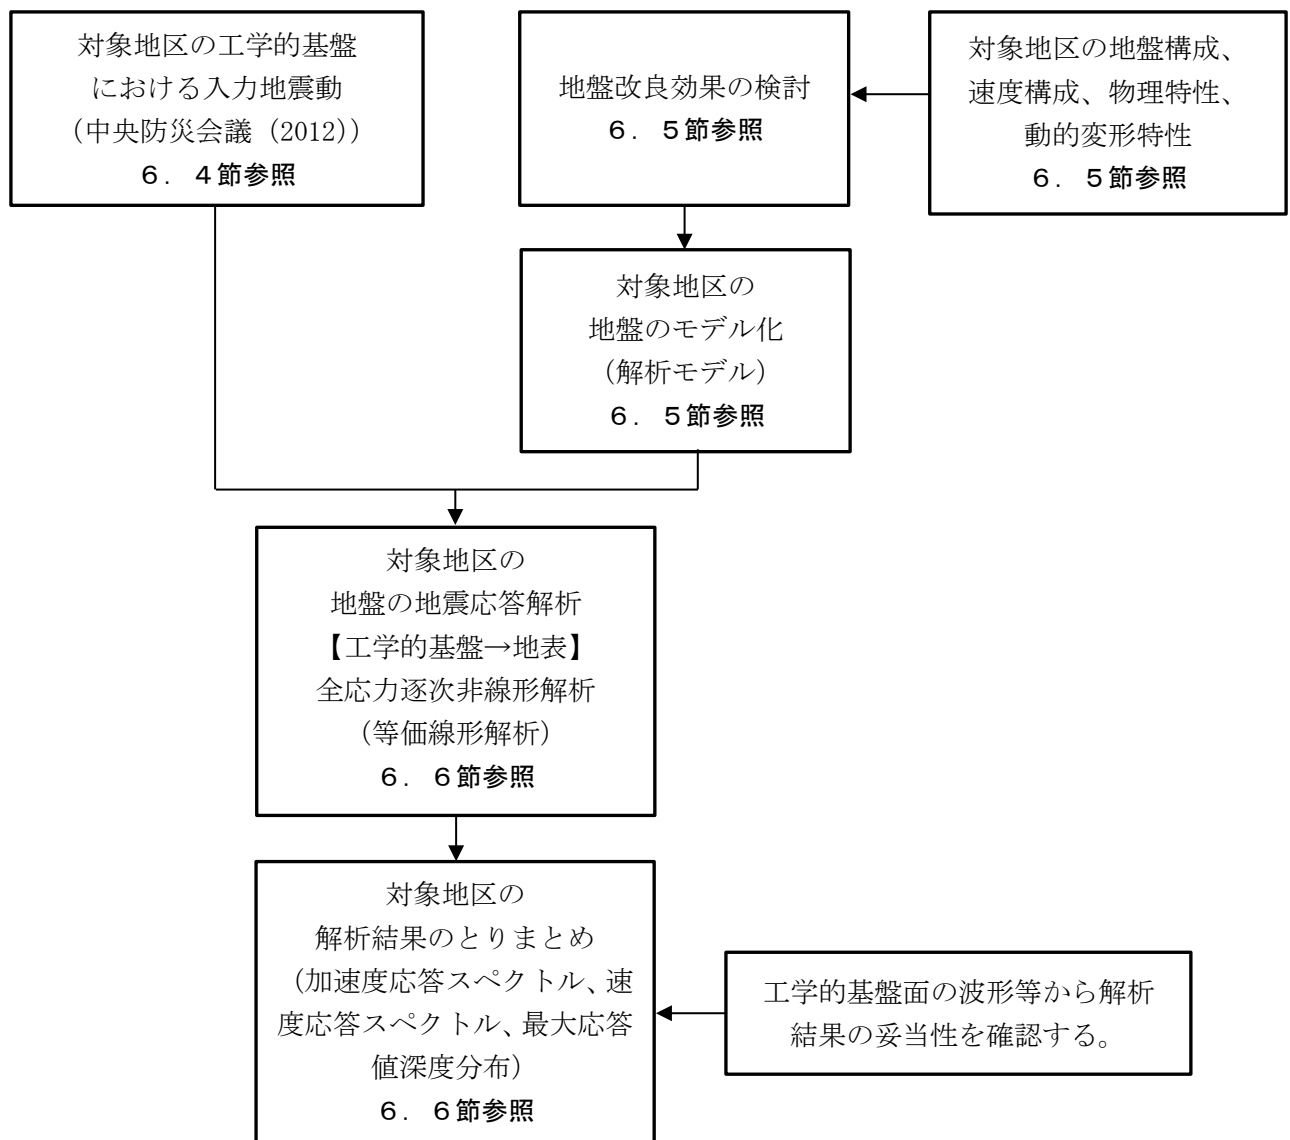 対象地区の工学的基盤
における入力地震動
（中央防災会議（2012））
６．４節参照
地盤改良効果の検討
６．５節参照
対象地区の地盤構成、
速度構成、物理特性、
動的変形特性
６．５節参照
対象地区の
地盤のモデル化
（解析モデル）
６．５節参照
対象地区の
地盤の地震応答解析
【工学的基盤→地表】
全応力逐次非線形解析
（等価線形解析）
６．６節参照
対象地区の
解析結果のとりまとめ
（加速度応答スペクトル、速
度応答スペクトル、最大応答
値深度分布）
６．６節参照
工学的基盤面の波形等から解析
結果の妥当性を確認する。